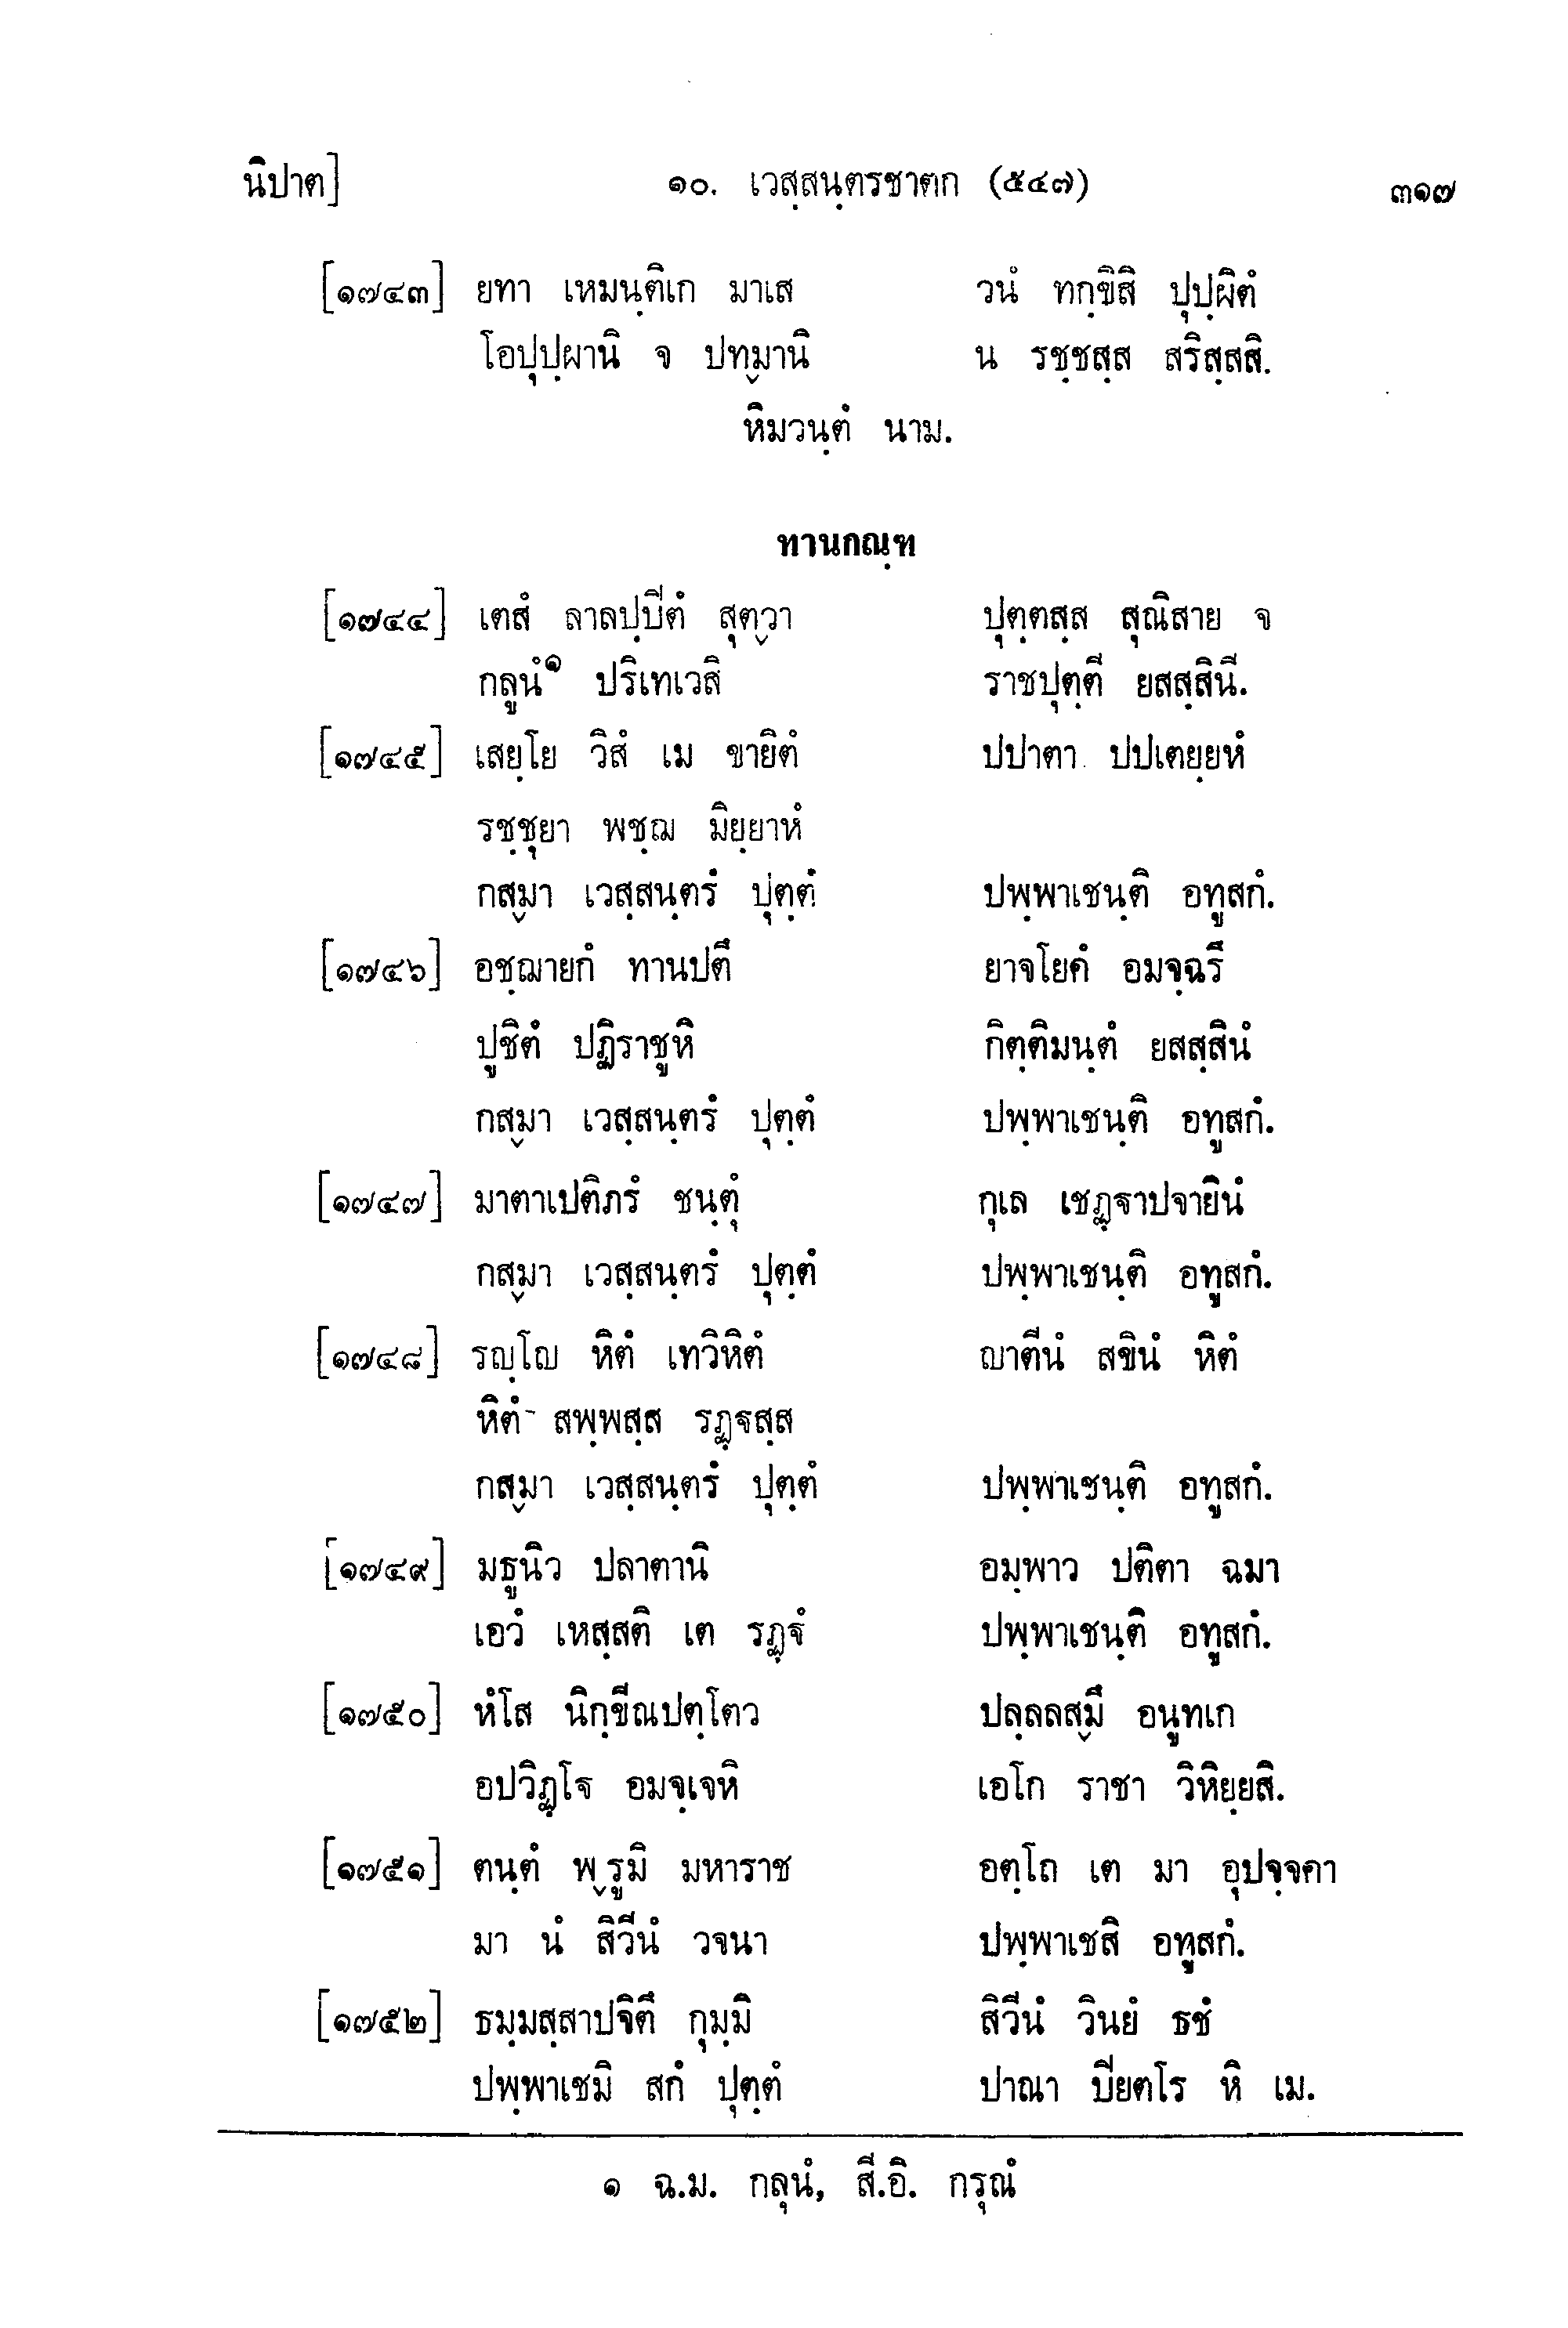 นิปาต] ๑๐. เวสฺสนฺตรชาตก (๕๔๗) ๓๑๗
[๑๗๔๓] ยทา เหมนฺติเก มาเส วนํ ทกฺขิสิ ปุปฺผิตํ
โอปุปฺผานิ จ ปทฺมานิ น รชฺชสฺส สริสฺสสิ.
หิมวนฺตํ นาม.
ทานกณฺฑ
[๑๗๔๔] เตสํ ลาลปฺปิตํ สุตฺวา ปุตฺตสฺส สุณิสาย จ
กลูนํ๑ ปริเทเวสิ ราชปุตฺตี ยสสฺสินี.
[๑๗๔๕] เสยฺโย วิสํ เม ขายิตํ ปปาตา ปปเตยฺยหํ
รชฺชุยา พชฺฌ มิยฺยาหํ
กสฺมา เวสฺสนฺตรํ ปุตฺตํ ปพฺพาเชนฺติ อทูสกํ.
[๑๗๔๖] อชฺฌายกํ ทานปตึ ยาจโยคํ อมจฺฉรึ
ปูชิตํ ปฏิราชูหิ กิตฺติมนฺตํ ยสสฺสินํ
กสฺมา เวสฺสนฺตรํ ปุตฺตํ ปพฺพาเชนฺติ อทูสกํ.
[๑๗๔๗] มาตาเปติภรํ ชนฺตุํ กุเล เชฏฺฐาปจายินํ
กสฺมา เวสฺสนฺตรํ ปุตฺตํ ปพฺพาเชนฺติ อทูสกํ.
[๑๗๔๘] รญฺโญ หิตํ เทวิหิตํ ญาตีนํ สขินํ หิตํ
หิตํ สพฺพสฺส รฏฺฐสฺส
กสฺมา เวสฺสนฺตรํ ปุตฺตํ ปพฺพาเชนฺติ อทูสกํ.
[๑๗๔๙] มธูนิว ปลาตานิ อมฺพาว ปติตา ฉมา
เอวํ เหสฺสติ เต รฏฺฐํ ปพฺพาเชนฺติ อทูสกํ.
[๑๗๕๐] หํโส นิกฺขีณปตฺโตว ปลฺลลสฺมึ อนูทเก
อปวิฏฺโฐ อมจฺเจหิ เอโก ราชา วิหิยฺยสิ.
[๑๗๕๑] ตนฺตํ พฺรูมิ มหาราช อตฺโถ เต มา อุปจฺจคา
มา นํ สิวีนํ วจนา ปพฺพาเชสิ อทูสกํ.
[๑๗๕๒] ธมฺมสฺสาปจิตึ กุมฺมิ สิวีนํ วินยํ ธชํ
ปพฺพาเชมิ สกํ ปุตฺตํ ปาณา ปิยตโร หิ เม.
๑ ฉ.ม. กลุนํ, สี.อิ. กรุณํ